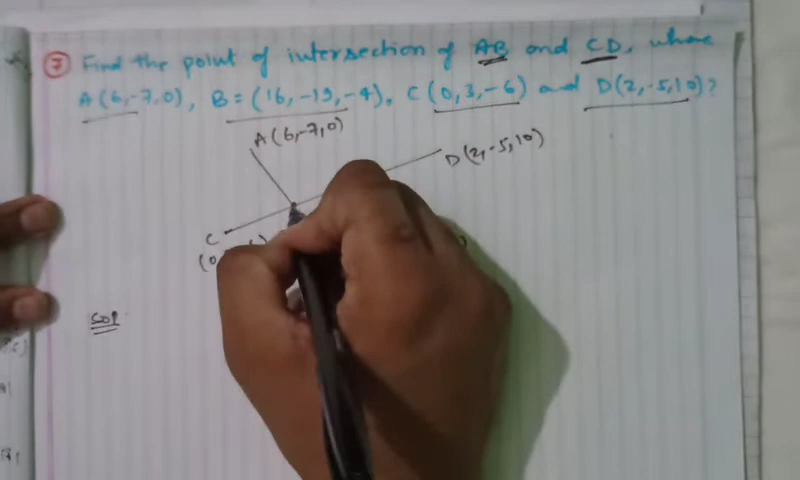 7 Find the point of intersection of AB and CD, where
A(6,-7,0), B = (16,-19,-4), C(0,3,-6) and D(2,-5,10)?
A(6,-7,0)
D(2,-5,10)
C
(0
Sol